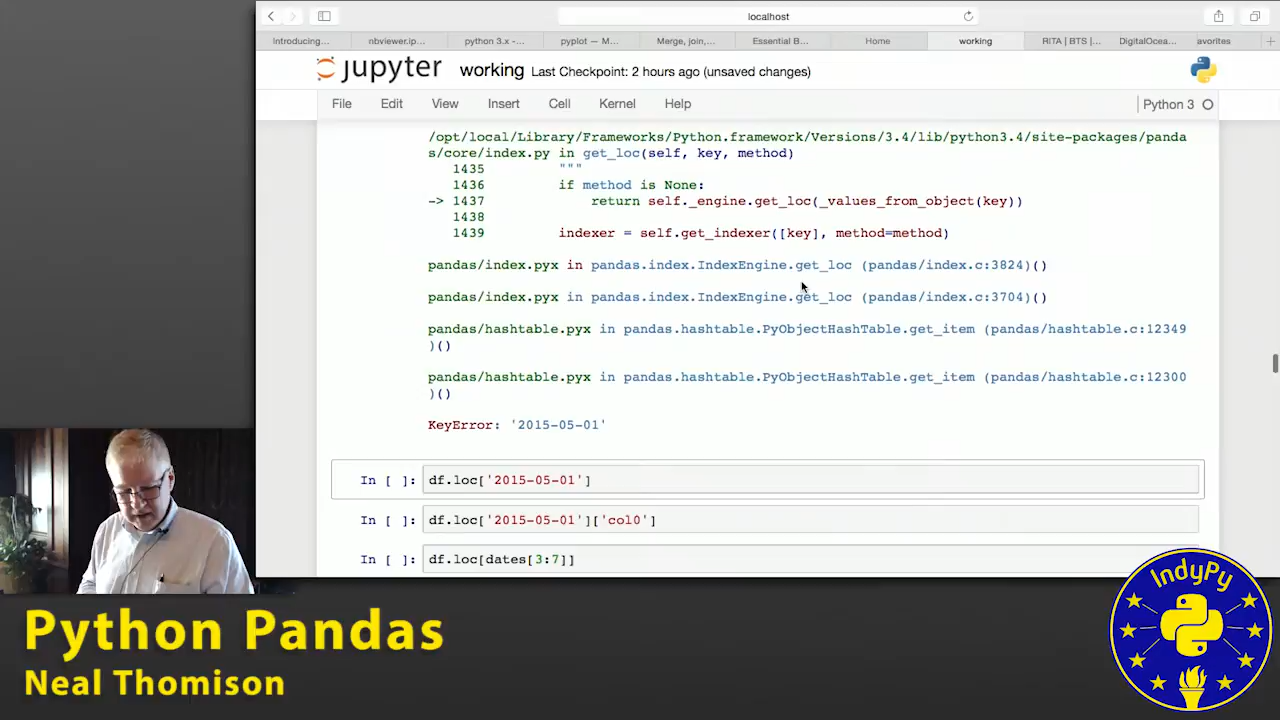 localhost
Introducing...
nbviewer.ip...
python 3.x -...
pyplot — M...
Merge, join,...
Essential B...
Home
working
RITA | BTS |...
DigitalOcea...
avorites
jupyter working Last Checkpoint: 2 hours ago (unsaved changes)
File Edit View Insert Cell Kernel Help Python 3
/opt/local/Library/Frameworks/Python.framework/Versions/3.4/lib/python3.4/site-packages/panda
s/core/index.py in get_loc(self, key, method)
1435 """
1436 if method is None:
-> 1437 return self._engine.get_loc(_values_from_object(key))
1438
1439 indexer = self.get_indexer([key], method=method)
pandas/index.pyx in pandas.index.IndexEngine.get_loc (pandas/index.c:3824)()
pandas/index.pyx in pandas.index.IndexEngine.get_loc (pandas/index.c:3704)()
pandas/hashtable.pyx in pandas.hashtable.PyObjectHashTable.get_item (pandas/hashtable.c:12349
)()
pandas/hashtable.pyx in pandas.hashtable.PyObjectHashTable.get_item (pandas/hashtable.c:12300
)()
KeyError: '2015-05-01'
In [ ]: df.loc['2015-05-01']
In [ ]: df.loc['2015-05-01']['col0']
In [ ]: df.loc[dates[3:7]]
IndyPy
Python Pandas
Neal Thomison